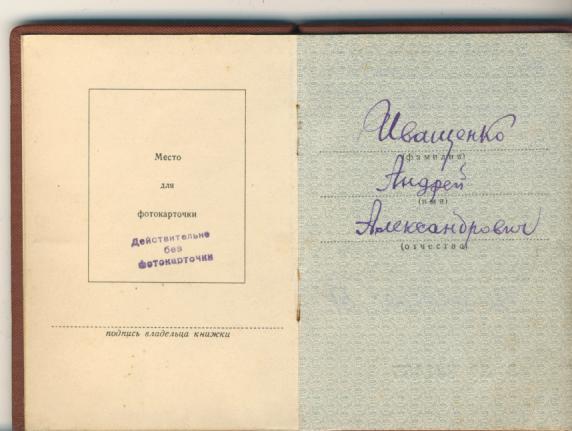 Место
для
фотокарточки
Действительно
без
фотокарточки
подпись владельца книжки
Иващенко
(фамилия)
Андрей
(имя)
Александрович
(отчество)